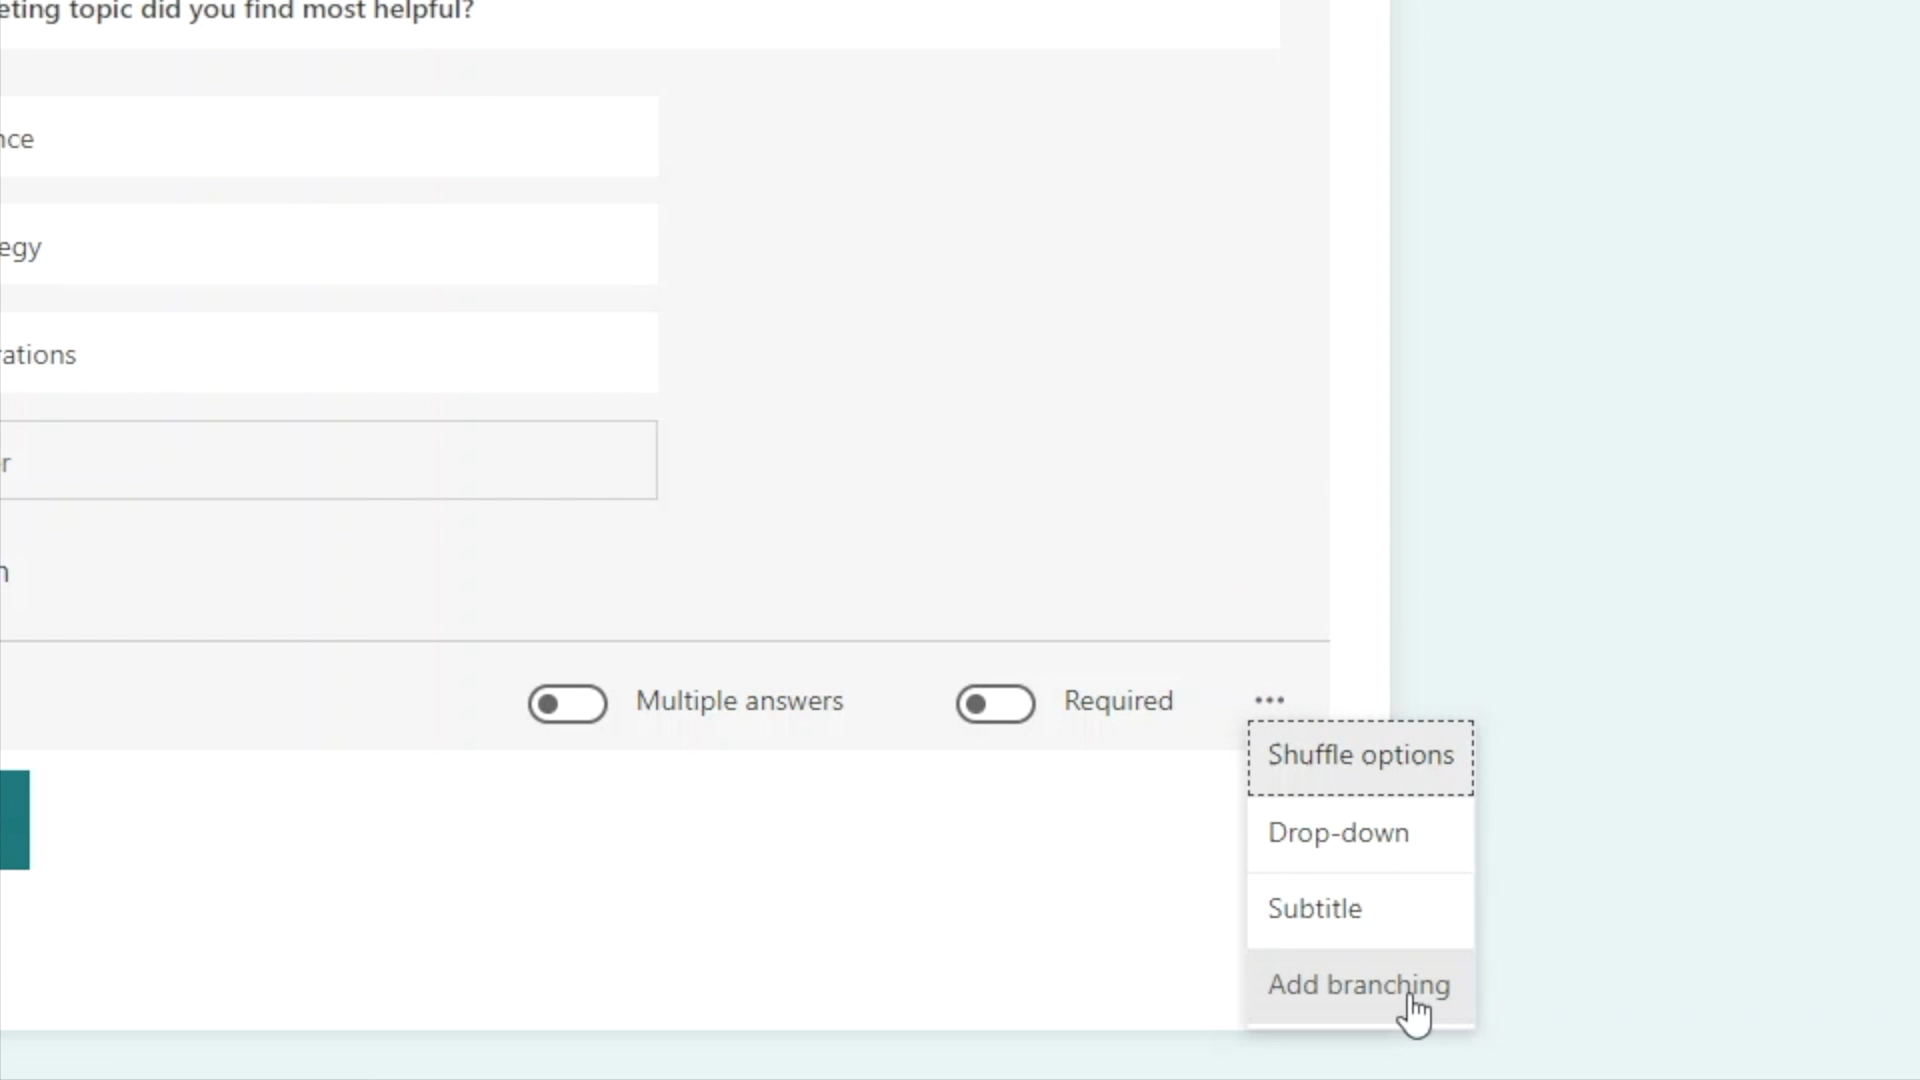 eting topic did you find most helpful?
nce
egy
rations
r
n
Multiple answers
Required
Shuffle options
Drop-down
Subtitle
Add branching